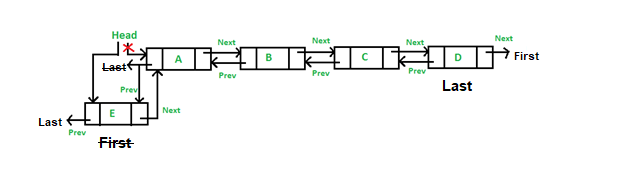 Head
Next Next Next Next
Last A B C D First
Prev Prev Prev
Prev
Last
E Next
Last
Prev
First